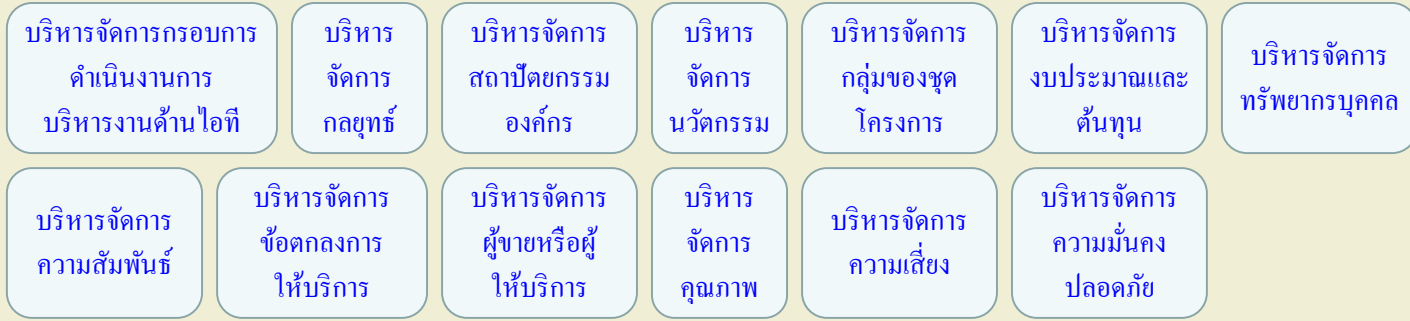 บริหารจัดการกรอบการ
ดำเนินงานการ
บริหารงานด้านไอที
บริหาร
จัดการ
กลยุทธ์
บริหารจัดการ
สถาปัตยกรรม
องค์กร
บริหาร
จัดการ
นวัตกรรม
บริหารจัดการ
กลุ่มของชุด
โครงการ
บริหารจัดการ
งบประมาณและ
ต้นทุน
บริหารจัดการ
ทรัพยากรบุคคล
บริหารจัดการ
ความสัมพันธ์
บริหารจัดการ
ข้อตกลงการ
ให้บริการ
บริหารจัดการ
ผู้ขายหรือผู้
ให้บริการ
บริหาร
จัดการ
คุณภาพ
บริหารจัดการ
ความเสี่ยง
บริหารจัดการ
ความมั่นคง
ปลอดภัย